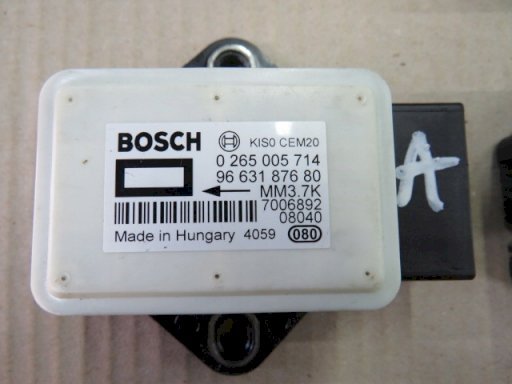 BOSCH KIS0 CEM20
0 265 005 714
96 631 876 80
MM3.7K
7006892
08040
Made in Hungary 4059 080
A